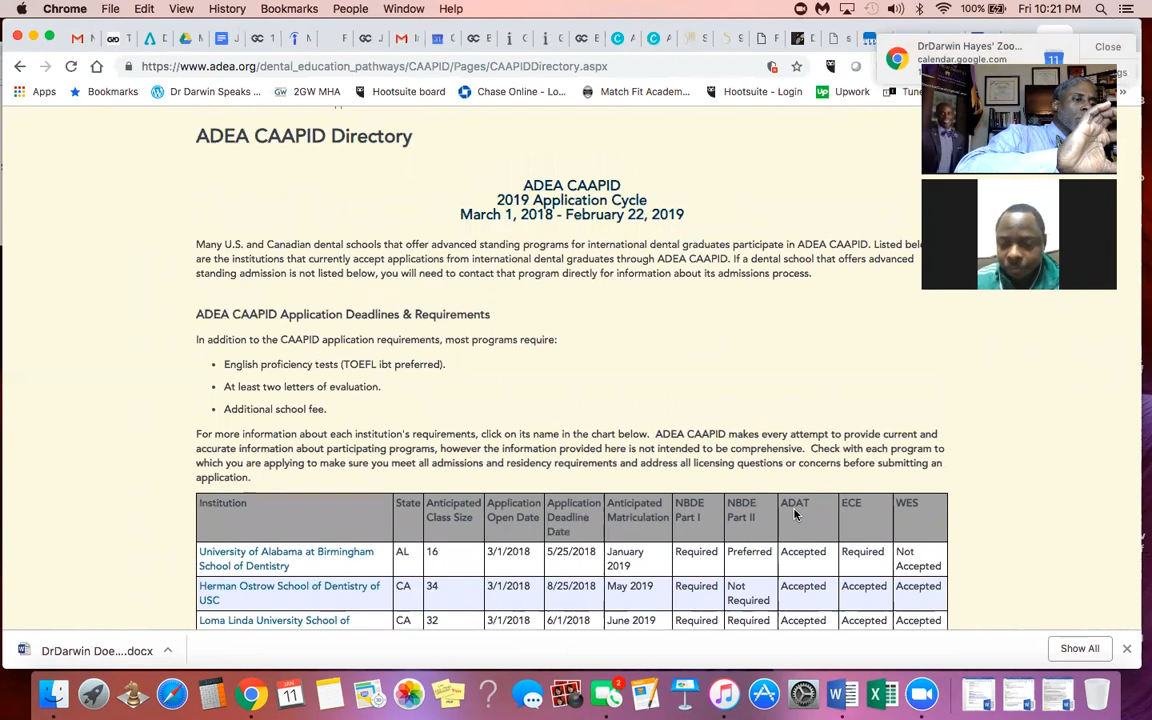 Chrome File Edit View History Bookmarks People Window Help 100% Fri 10:21 PM
https://www.adea.org/dental_education_pathways/CAAPID/Pages/CAAPIDDirectory.aspx
DrDarwin Hayes' Zoo...
calendar.google.com
11
Close
Apps Bookmarks Dr Darwin Speaks ... 2GW MHA Hootsuite board Chase Online - Lo... Match Fit Academ... Hootsuite - Login Upwork »
ADEA CAAPID Directory
ADEA CAAPID
2019 Application Cycle
March 1, 2018 - February 22, 2019
Many U.S. and Canadian dental schools that offer advanced standing programs for international dental graduates participate in ADEA CAAPID. Listed
are the institutions that currently accept applications from international dental graduates through ADEA CAAPID. If a dental school that offers advanced
standing admission is not listed below, you will need to contact that program directly for information about its admissions process.
ADEA CAAPID Application Deadlines & Requirements
In addition to the CAAPID application requirements, most programs require:
• English proficiency tests (TOEFL ibt preferred).
• At least two letters of evaluation.
• Additional school fee.
For more information about each institution's requirements, click on its name in the chart below. ADEA CAAPID makes every attempt to provide current and
accurate information about participating programs, however the information provided here is not intended to be comprehensive. Check with each program to
which you are applying to make sure you meet all admissions and residency requirements and address all licensing questions or concerns before submitting an
application.
Institution State Anticipated Application Application Anticipated NBDE NBDE ADAT ECE WES
Class Size Open Date Deadline Matriculation Part I Part II
Date
University of Alabama at Birmingham AL 16 3/1/2018 5/25/2018 January Required Preferred Accepted Required Not
School of Dentistry 2019 Accepted
Herman Ostrow School of Dentistry of CA 34 3/1/2018 8/25/2018 May 2019 Required Not Accepted Accepted Accepted
USC Required
Loma Linda University School of CA 32 3/1/2018 6/1/2018 June 2019 Required Required Accepted Accepted Accepted
DrDarwin Doe....docx
Show All
JAN
11
2